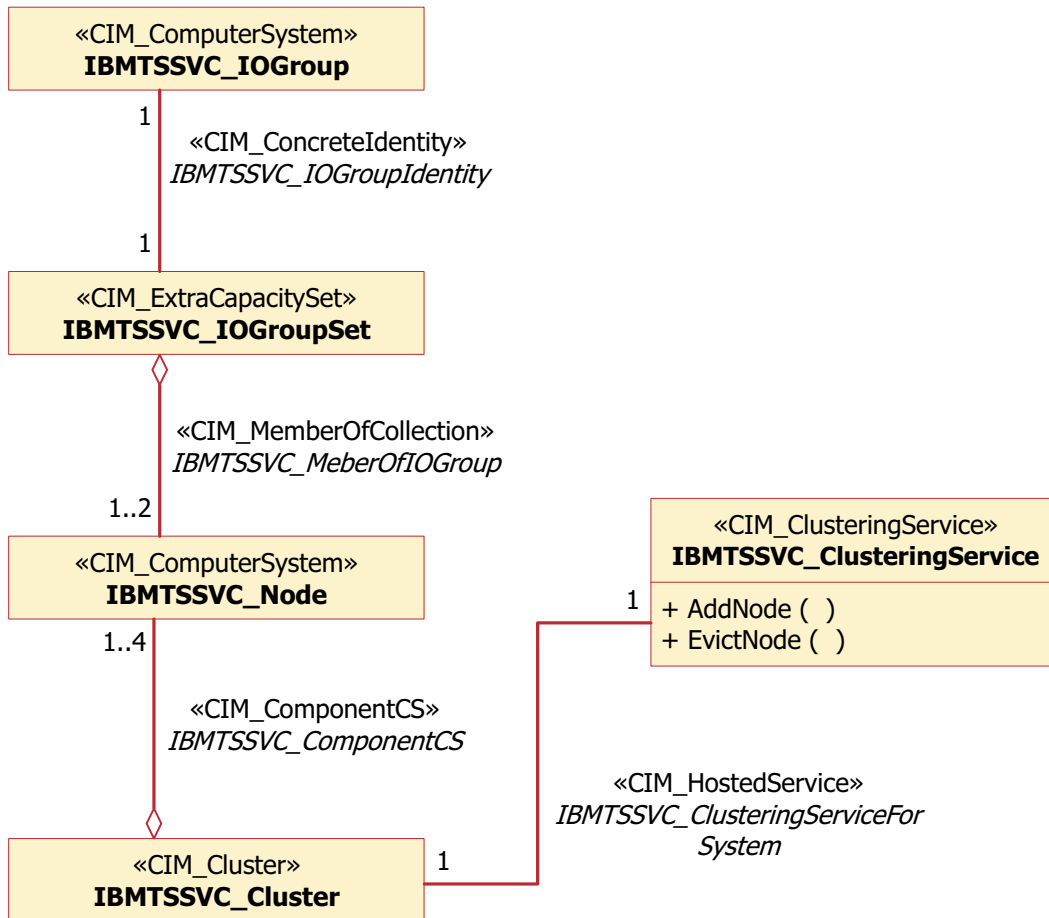 «CIM_ComputerSystem»
IBMTSSVC_IOGroup
1
«CIM_ConcreteIdentity»
IBMTSSVC_IOGroupIdentity
1
«CIM_ExtraCapacitySet»
IBMTSSVC_IOGroupSet
«CIM_MemberOfCollection»
IBMTSSVC_MeberOfIOGroup
1..2
«CIM_ComputerSystem»
IBMTSSVC_Node
1..4
«CIM_ClusteringService»
IBMTSSVC_ClusteringService
1
+ AddNode ( )
+ EvictNode ( )
«CIM_ComponentCS»
IBMTSSVC_ComponentCS
«CIM_HostedService»
IBMTSSVC_ClusteringServiceFor
System
«CIM_Cluster»
IBMTSSVC_Cluster
1